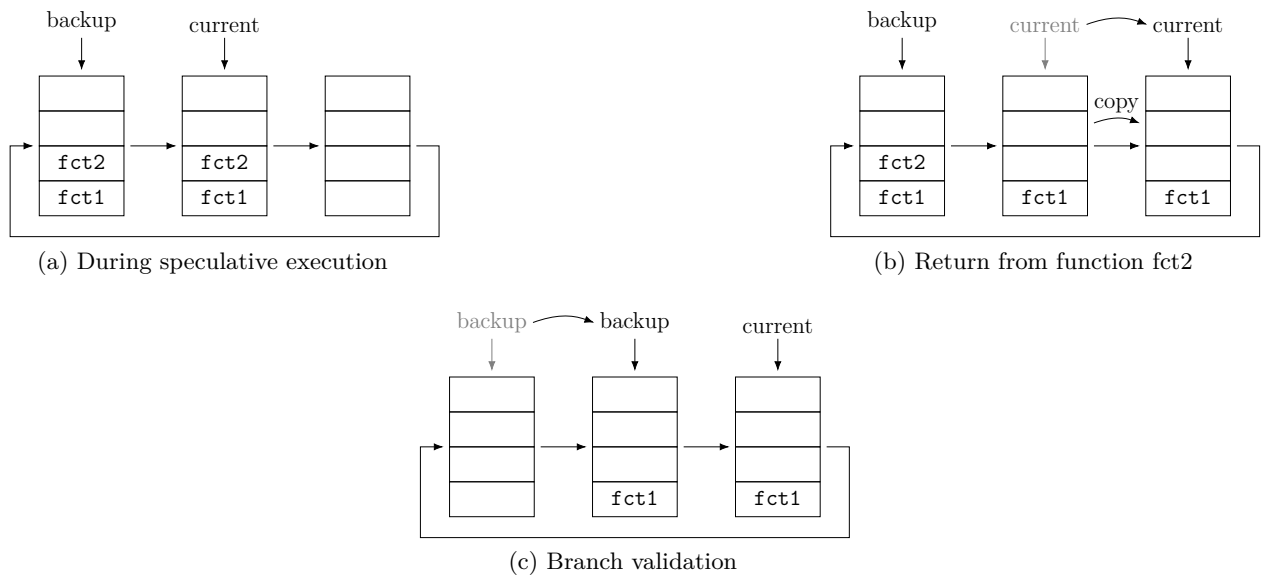 backup
current
fct2
fct2
fct1
fct1
(a) During speculative execution
backup
current
current
copy
fct2
fct1
fct1
fct1
(b) Return from function fct2
backup
backup
current
fct1
fct1
(c) Branch validation